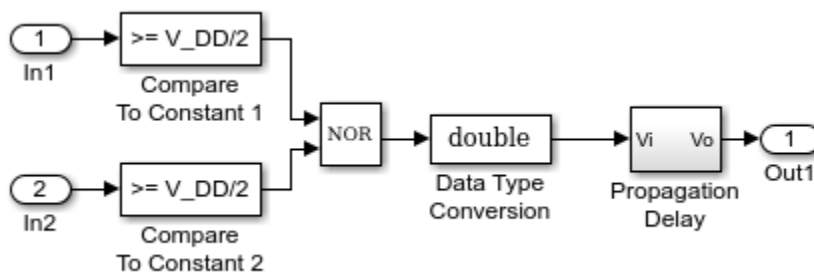 1
In1
>= V_DD/2
Compare
To Constant 1
2
In2
>= V_DD/2
Compare
To Constant 2
NOR
double
Data Type
Conversion
Vi Vo
Propagation
Delay
1
Out1